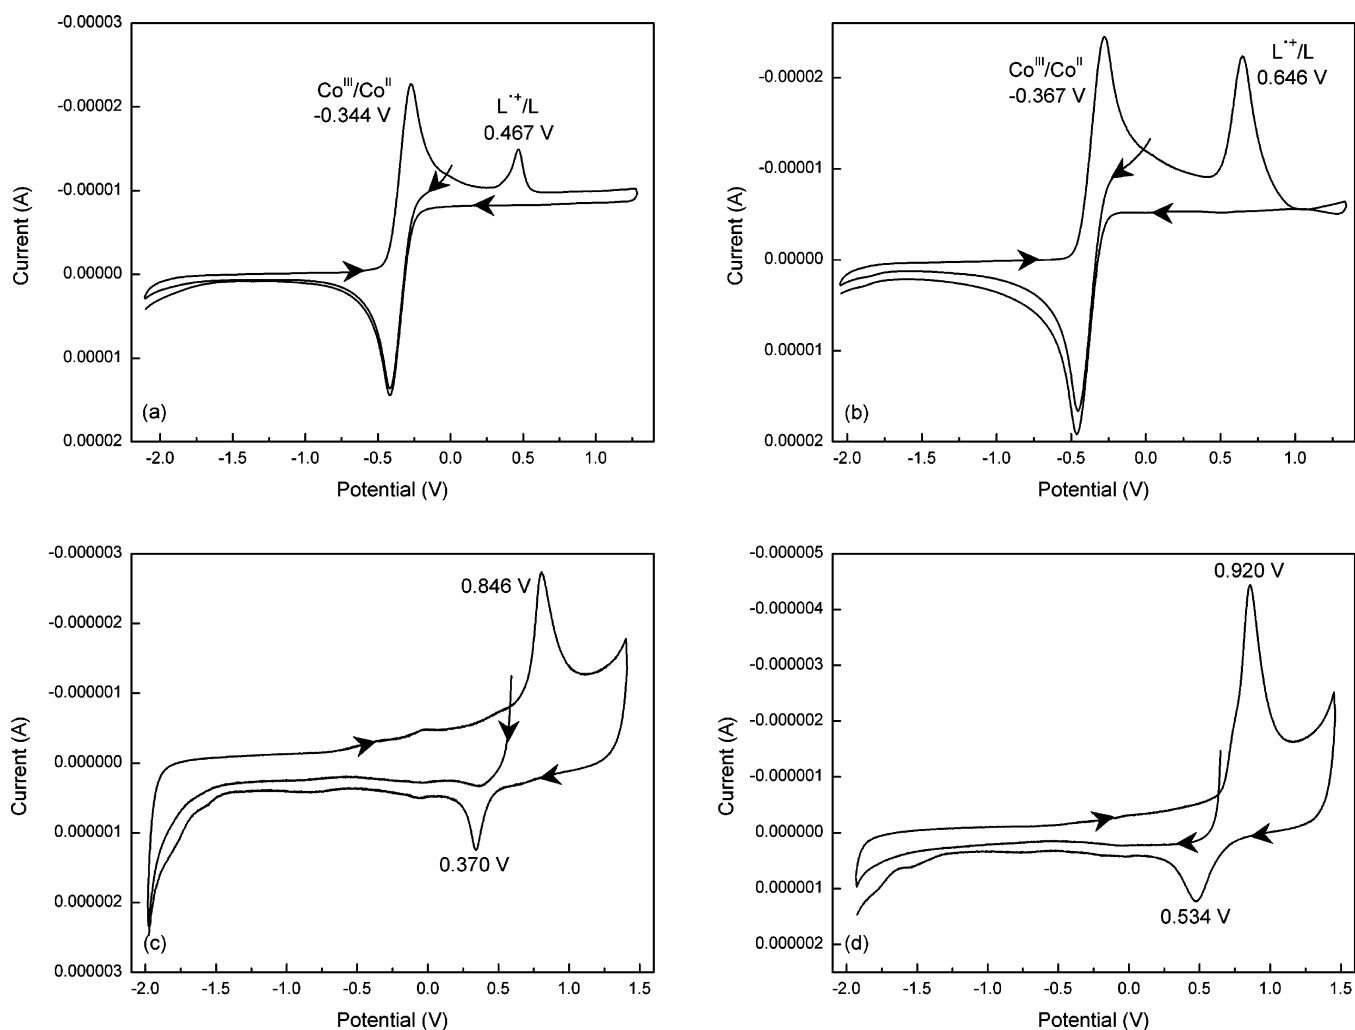 -0.00003
-0.00002
-0.00001
0.00000
0.00001
0.00002
Current (A)
Co^III/Co^II
-0.344 V
L^•+/L
0.467 V
(a)
-2.0 -1.5 -1.0 -0.5 0.0 0.5 1.0
Potential (V)
-0.00002
-0.00001
0.00000
0.00001
0.00002
Current (A)
Co^III/Co^II
-0.367 V
L^•+/L
0.646 V
(b)
-2.0 -1.5 -1.0 -0.5 0.0 0.5 1.0
Potential (V)
-0.000003
-0.000002
-0.000001
0.000000
0.000001
0.000002
0.000003
Current (A)
0.846 V
0.370 V
(c)
-2.0 -1.5 -1.0 -0.5 0.0 0.5 1.0 1.5
Potential (V)
-0.000005
-0.000004
-0.000003
-0.000002
-0.000001
0.000000
0.000001
0.000002
Current (A)
0.920 V
0.534 V
(d)
-2.0 -1.5 -1.0 -0.5 0.0 0.5 1.0 1.5
Potential (V)